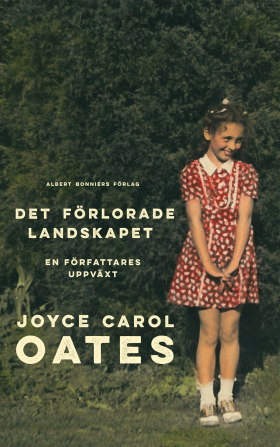 ALBERT BONNIERS FÖRLAG
DET FÖRLORADE
LANDSKAPET
EN FÖRFATTARES
UPPVÄXT
JOYCE CAROL
OATES